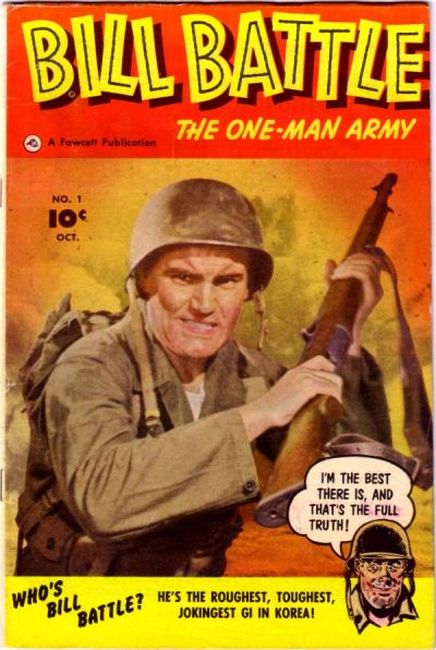 BILL BATTLE
THE ONE-MAN ARMY
A Fawcett Publication
NO. 1
10¢
OCT.
I'M THE BEST
THERE IS, AND
THAT'S THE FULL
TRUTH!
WHO'S
BILL
BATTLE?
HE'S THE ROUGHEST, TOUGHEST,
JOKINGEST GI IN KOREA!